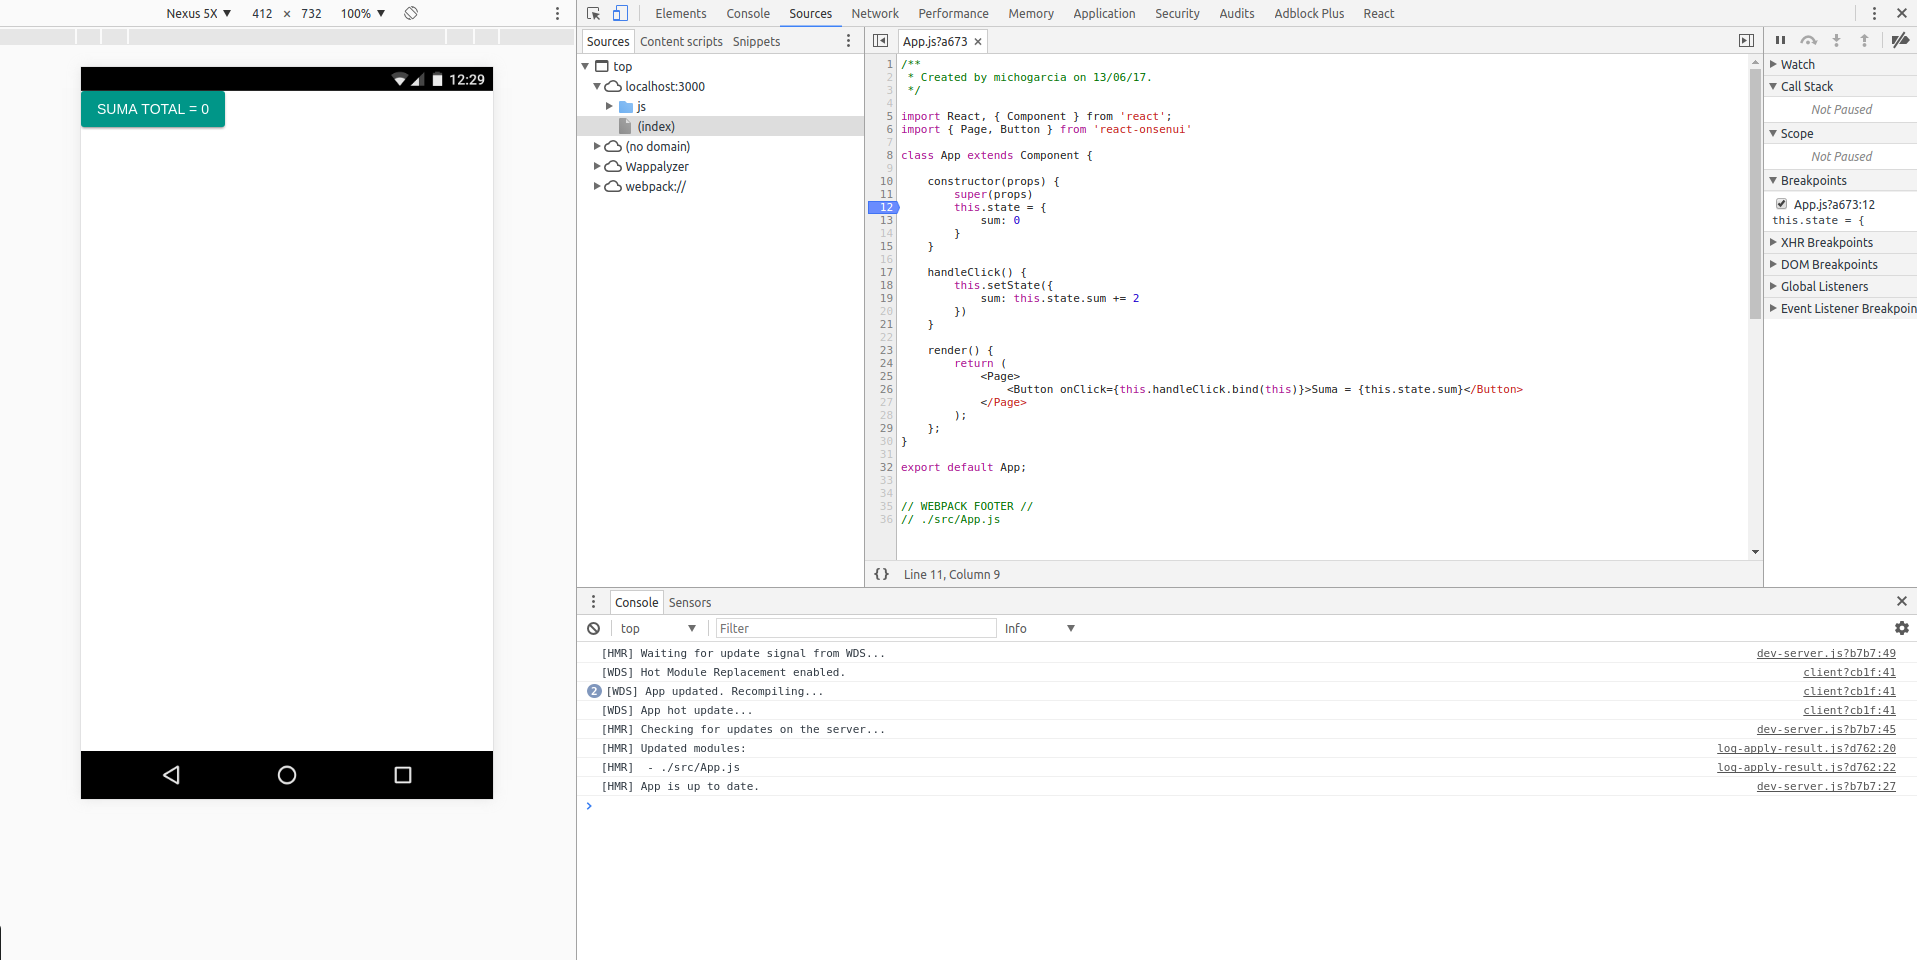 Nexus 5X ▼ 412 × 732 100% ▼
12:29
SUMA TOTAL = 0
Elements Console Sources Network Performance Memory Application Security Audits Adblock Plus React
Sources Content scripts Snippets
top
localhost:3000
js
(index)
(no domain)
Wappalyzer
webpack://
App.js?a673 ×
1 /**
2  * Created by michogarcia on 13/06/17.
3  */
4
5 import React, { Component } from 'react';
6 import { Page, Button } from 'react-onsenui'
7
8 class App extends Component {
9
10     constructor(props) {
11         super(props)
12         this.state = {
13             sum: 0
14         }
15     }
16
17     handleClick() {
18         this.setState({
19             sum: this.state.sum += 2
20         })
21     }
22
23     render() {
24         return (
25             <Page>
26                 <Button onClick={this.handleClick.bind(this)}>Suma = {this.state.sum}</Button>
27             </Page>
28         );
29     };
30 }
31
32 export default App;
33
34
35 // WEBPACK FOOTER //
36 // ./src/App.js
{} Line 11, Column 9
Watch
Call Stack
Not Paused
Scope
Not Paused
Breakpoints
App.js?a673:12
this.state = {
XHR Breakpoints
DOM Breakpoints
Global Listeners
Event Listener Breakpoin
Console Sensors
top ▼ Filter Info ▼
[HMR] Waiting for update signal from WDS... dev-server.js?b7b7:49
[WDS] Hot Module Replacement enabled. client?cb1f:41
2 [WDS] App updated. Recompiling... client?cb1f:41
[WDS] App hot update... client?cb1f:41
[HMR] Checking for updates on the server... dev-server.js?b7b7:45
[HMR] Updated modules: log-apply-result.js?d762:20
[HMR]  - ./src/App.js log-apply-result.js?d762:22
[HMR] App is up to date. dev-server.js?b7b7:27